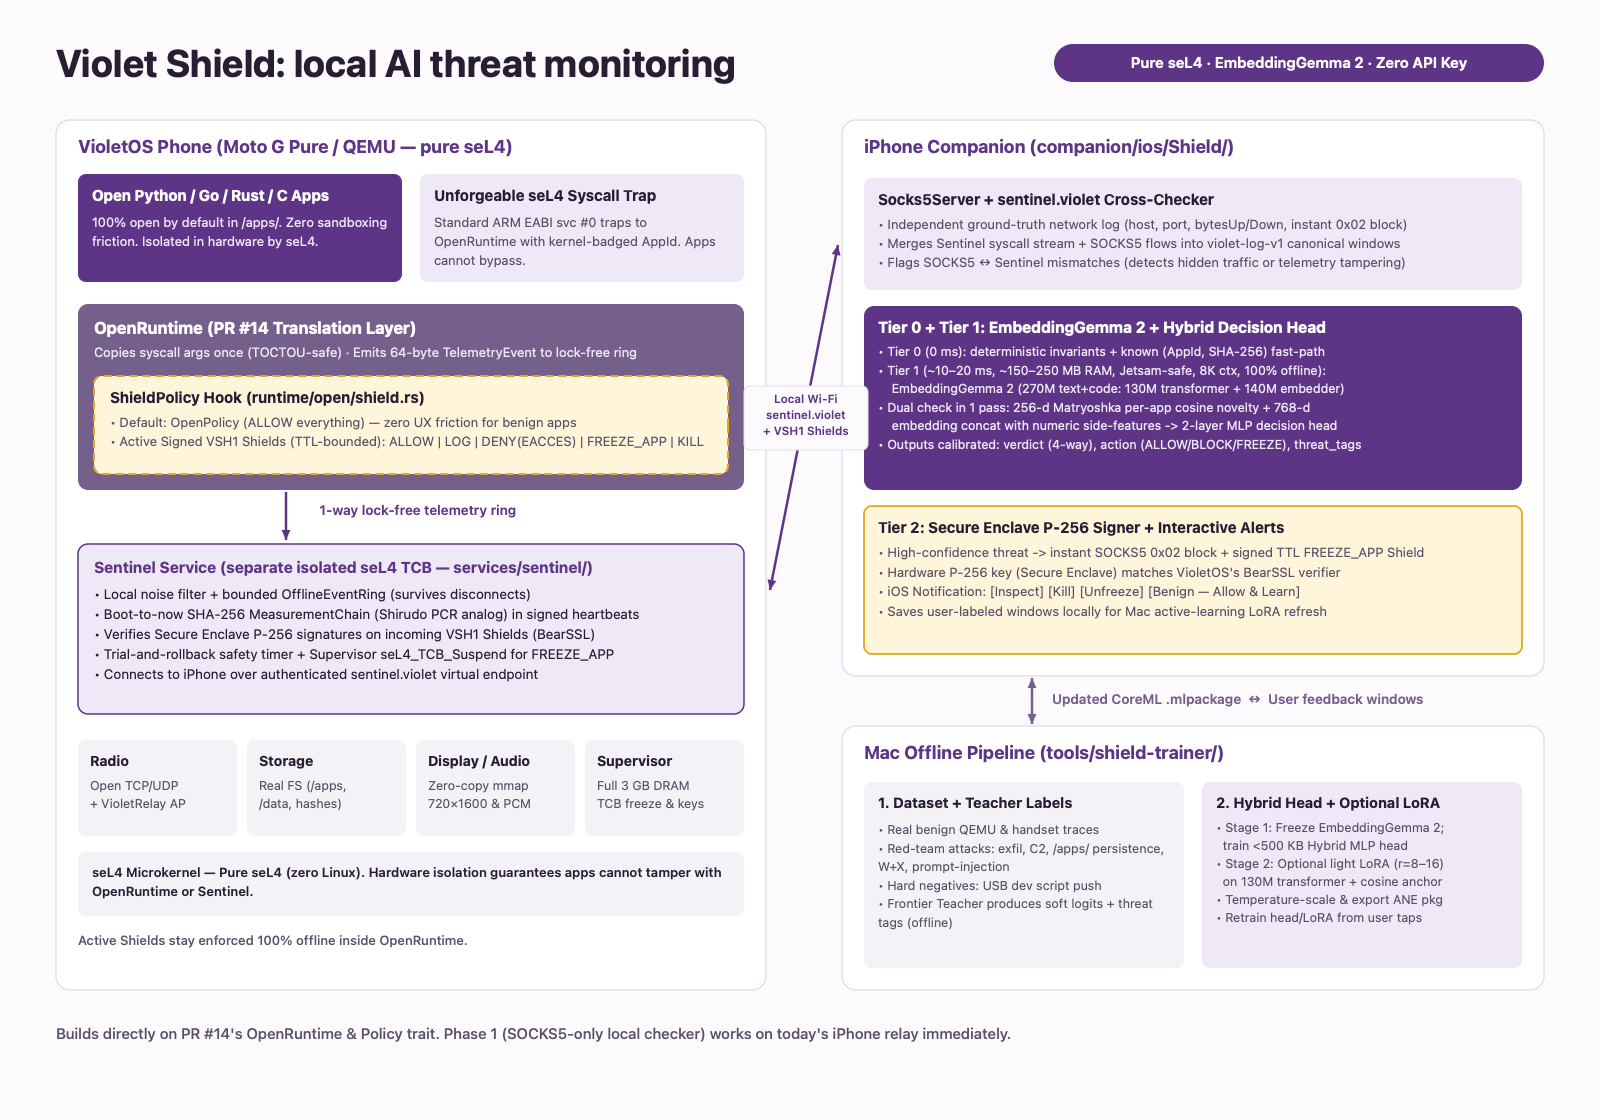 Violet Shield: local AI threat monitoring
Pure seL4 · EmbeddingGemma 2 · Zero API Key
VioletOS Phone (Moto G Pure / QEMU — pure seL4)
Open Python / Go / Rust / C Apps
100% open by default in /apps/. Zero sandboxing
friction. Isolated in hardware by seL4.
Unforgeable seL4 Syscall Trap
Standard ARM EABI svc #0 traps to
OpenRuntime with kernel-badged AppId. Apps
cannot bypass.
OpenRuntime (PR #14 Translation Layer)
Copies syscall args once (TOCTOU-safe) · Emits 64-byte TelemetryEvent to lock-free ring
ShieldPolicy Hook (runtime/open/shield.rs)
• Default: OpenPolicy (ALLOW everything) — zero UX friction for benign apps
• Active Signed VSH1 Shields (TTL-bounded): ALLOW | LOG | DENY(EACCES) | FREEZE_APP | KILL
1-way lock-free telemetry ring
Sentinel Service (separate isolated seL4 TCB — services/sentinel/)
• Local noise filter + bounded OfflineEventRing (survives disconnects)
• Boot-to-now SHA-256 MeasurementChain (Shirudo PCR analog) in signed heartbeats
• Verifies Secure Enclave P-256 signatures on incoming VSH1 Shields (BearSSL)
• Trial-and-rollback safety timer + Supervisor seL4_TCB_Suspend for FREEZE_APP
• Connects to iPhone over authenticated sentinel.violet virtual endpoint
Radio
Open TCP/UDP
+ VioletRelay AP
Storage
Real FS (/apps,
/data, hashes)
Display / Audio
Zero-copy mmap
720×1600 & PCM
Supervisor
Full 3 GB DRAM
TCB freeze & keys
seL4 Microkernel — Pure seL4 (zero Linux). Hardware isolation guarantees apps cannot tamper with
OpenRuntime or Sentinel.
Active Shields stay enforced 100% offline inside OpenRuntime.
Local Wi-Fi
sentinel.violet
+ VSH1 Shields
iPhone Companion (companion/ios/Shield/)
Socks5Server + sentinel.violet Cross-Checker
• Independent ground-truth network log (host, port, bytesUp/Down, instant 0x02 block)
• Merges Sentinel syscall stream + SOCKS5 flows into violet-log-v1 canonical windows
• Flags SOCKS5 ↔ Sentinel mismatches (detects hidden traffic or telemetry tampering)
Tier 0 + Tier 1: EmbeddingGemma 2 + Hybrid Decision Head
• Tier 0 (0 ms): deterministic invariants + known (AppId, SHA-256) fast-path
• Tier 1 (~10–20 ms, ~150–250 MB RAM, Jetsam-safe, 8K ctx, 100% offline):
EmbeddingGemma 2 (270M text+code: 130M transformer + 140M embedder)
• Dual check in 1 pass: 256-d Matryoshka per-app cosine novelty + 768-d
embedding concat with numeric side-features -> 2-layer MLP decision head
• Outputs calibrated: verdict (4-way), action (ALLOW/BLOCK/FREEZE), threat_tags
Tier 2: Secure Enclave P-256 Signer + Interactive Alerts
• High-confidence threat -> instant SOCKS5 0x02 block + signed TTL FREEZE_APP Shield
• Hardware P-256 key (Secure Enclave) matches VioletOS's BearSSL verifier
• iOS Notification: [Inspect] [Kill] [Unfreeze] [Benign — Allow & Learn]
• Saves user-labeled windows locally for Mac active-learning LoRA refresh
Updated CoreML .mlpackage ↔ User feedback windows
Mac Offline Pipeline (tools/shield-trainer/)
1. Dataset + Teacher Labels
• Real benign QEMU & handset traces
• Red-team attacks: exfil, C2, /apps/ persistence,
W+X, prompt-injection
• Hard negatives: USB dev script push
• Frontier Teacher produces soft logits + threat
tags (offline)
2. Hybrid Head + Optional LoRA
• Stage 1: Freeze EmbeddingGemma 2;
train <500 KB Hybrid MLP head
• Stage 2: Optional light LoRA (r=8–16)
on 130M transformer + cosine anchor
• Temperature-scale & export ANE pkg
• Retrain head/LoRA from user taps
Builds directly on PR #14's OpenRuntime & Policy trait. Phase 1 (SOCKS5-only local checker) works on today's iPhone relay immediately.